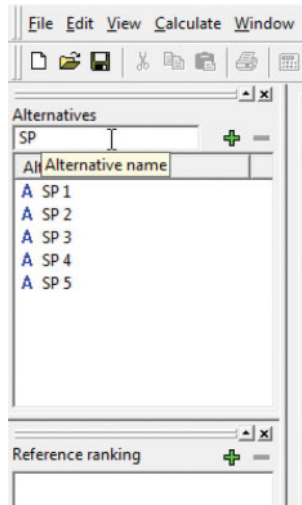 File Edit View Calculate Window
Alternatives
SP
Alternative name
SP 1
SP 2
SP 3
SP 4
SP 5
Reference ranking